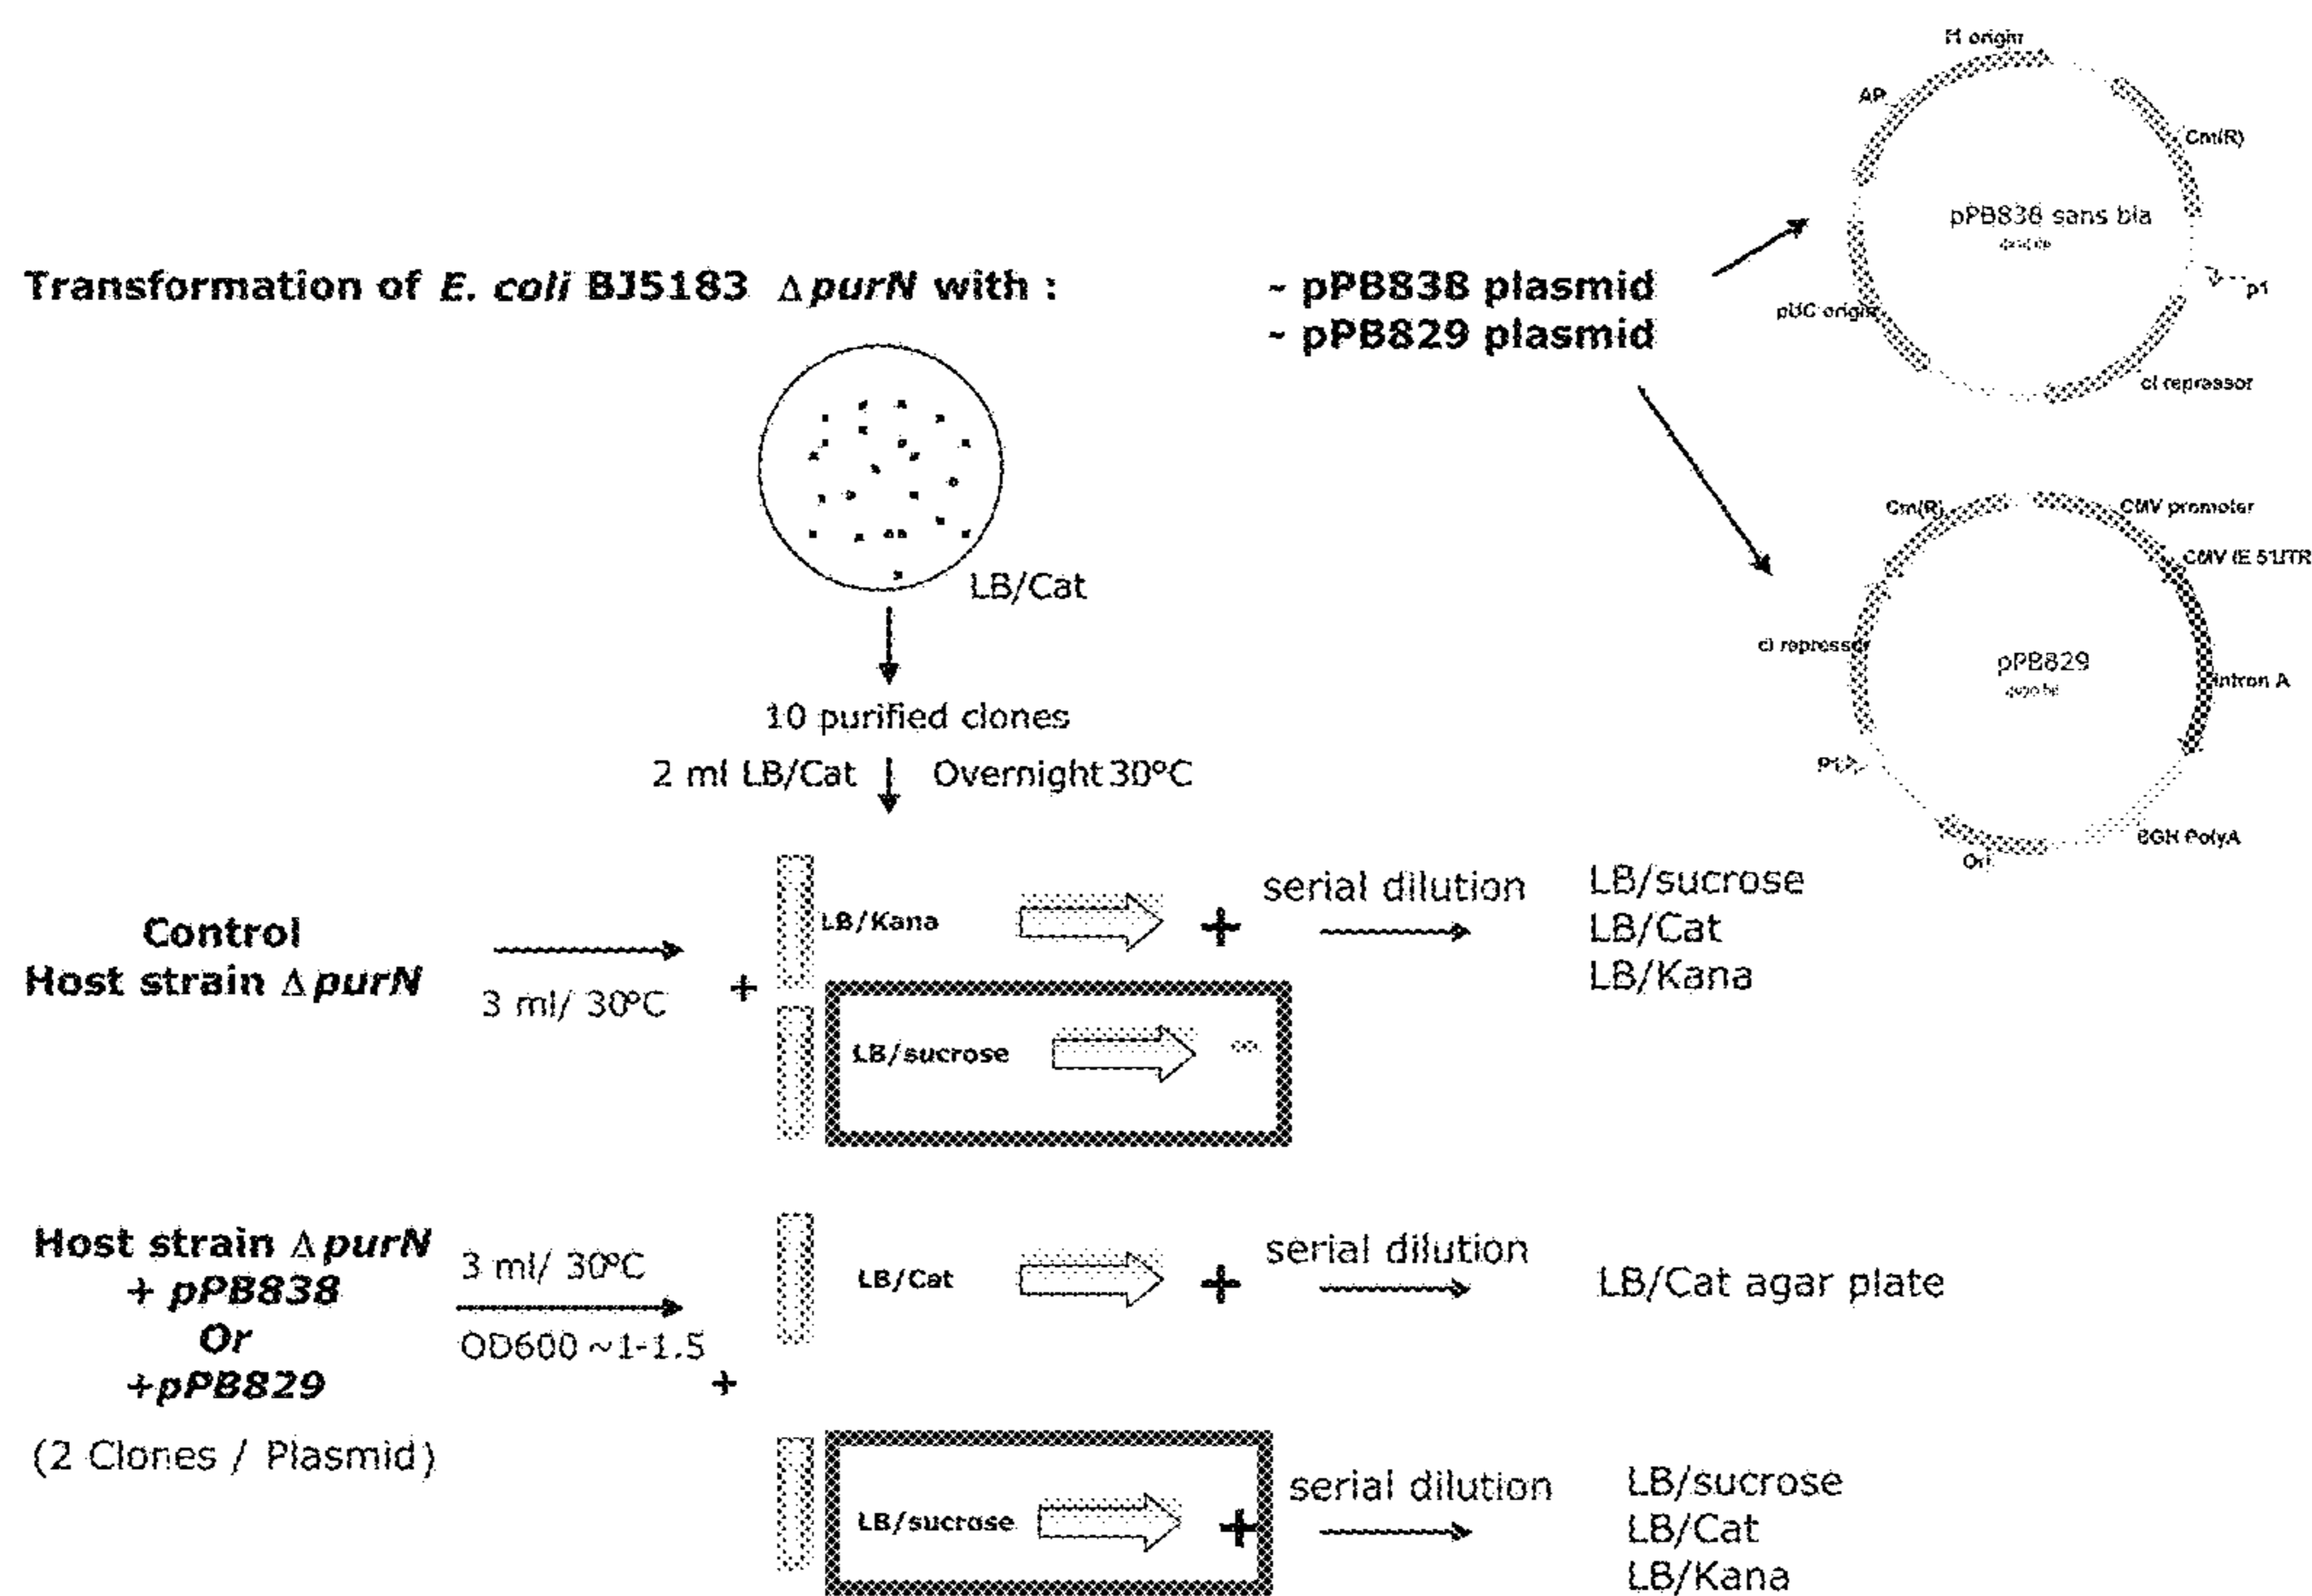 Transformation of E. coli BJ5183 ΔpurN with :
- pPB838 plasmid
- pPB829 plasmid
f1 origin
AP
Cm(R)
pPB838 sans bla
p1
pUC origin
cI repressor
LB/Cat
10 purified clones
2 ml LB/Cat Overnight 30°C
Cm(R)
CMV promoter
CMV IE 5'UTR
cI repressor
pPB829
intron A
P1
BGH PolyA
Ori
Control
Host strain ΔpurN
3 ml/ 30°C
+
LB/Kana
+
serial dilution
LB/sucrose
LB/Cat
LB/Kana
LB/sucrose
Host strain ΔpurN
+ pPB838
Or
+pPB829
(2 Clones / Plasmid)
3 ml/ 30°C
OD600 ~1-1.5
+
LB/Cat
+
serial dilution
LB/Cat agar plate
LB/sucrose
+
serial dilution
LB/sucrose
LB/Cat
LB/Kana